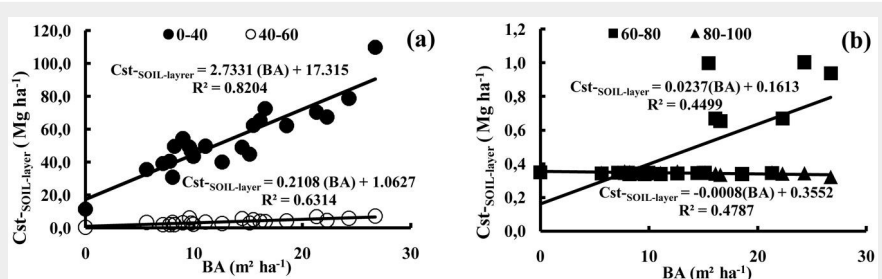 120,0
100,0
80,0
60,0
40,0
20,0
0,0
0
10
20
30
Cst-SOIL-layer ( Mg ha-1)
BA (m² ha-1)
●0-40 ○40-60
(a)
Cst-SOIL-layrer = 2.7331 (BA) + 17.315
R² = 0.8204
Cst-SOIL-layer = 0.2108 (BA) + 1.0627
R² = 0.6314
1,2
1,0
0,8
0,6
0,4
0,2
0,0
0
10
20
30
Cst-SOIL-layer ( Mg ha-1)
BA (m² ha-1)
■60-80 ▲80-100
(b)
Cst-SOIL-layer = 0.0237(BA) + 0.1613
R² = 0.4499
Cst-SOIL-layer = -0.0008(BA) + 0.3552
R² = 0.4787